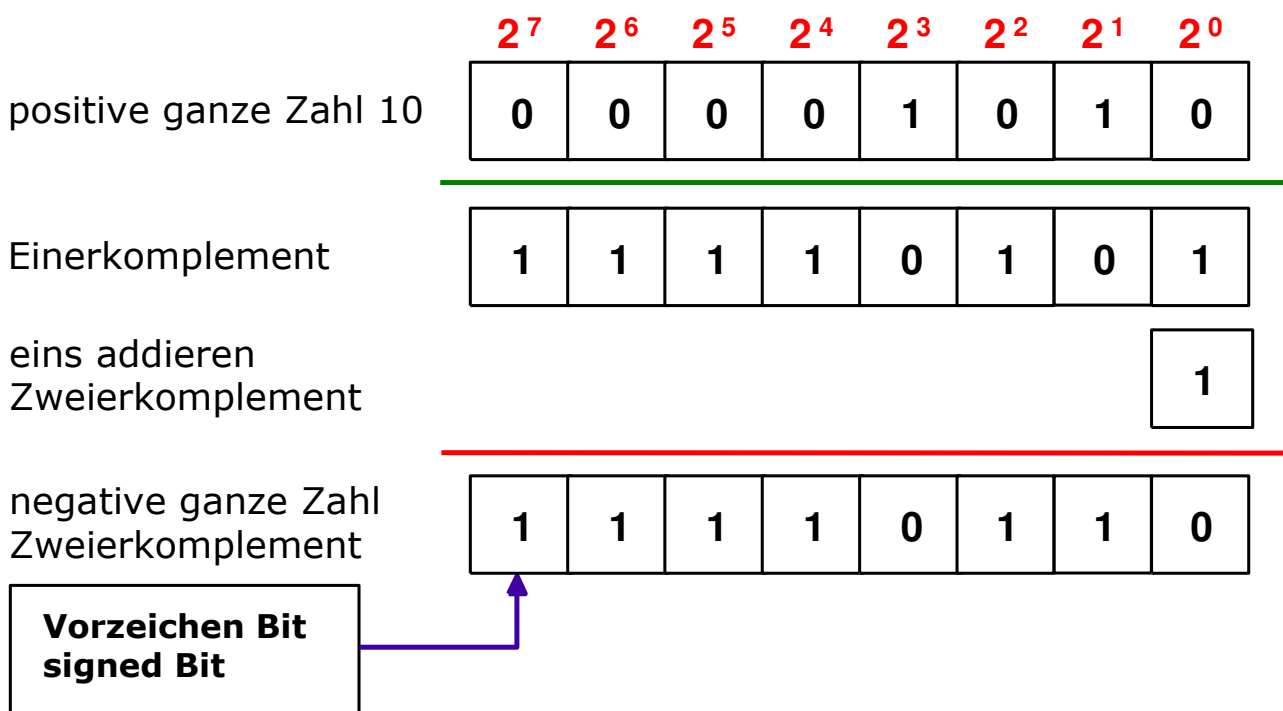 2⁷ 2⁶ 2⁵ 2⁴ 2³ 2² 2¹ 2⁰
positive ganze Zahl 10 0 0 0 0 1 0 1 0
Einerkomplement 1 1 1 1 0 1 0 1
eins addieren
Zweierkomplement 1
negative ganze Zahl
Zweierkomplement 1 1 1 1 0 1 1 0
Vorzeichen Bit
signed Bit